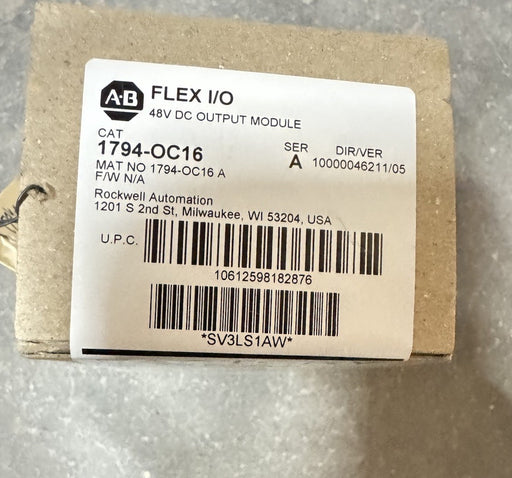 A-B FLEX I/O
48V DC OUTPUT MODULE
CAT SER DIR/VER
1794-OC16 A 10000046211/05
MAT NO 1794-OC16 A
F/W N/A
Rockwell Automation
1201 S 2nd St, Milwaukee, WI 53204, USA
U.P.C.
10612598182876
*SV3LS1AW*